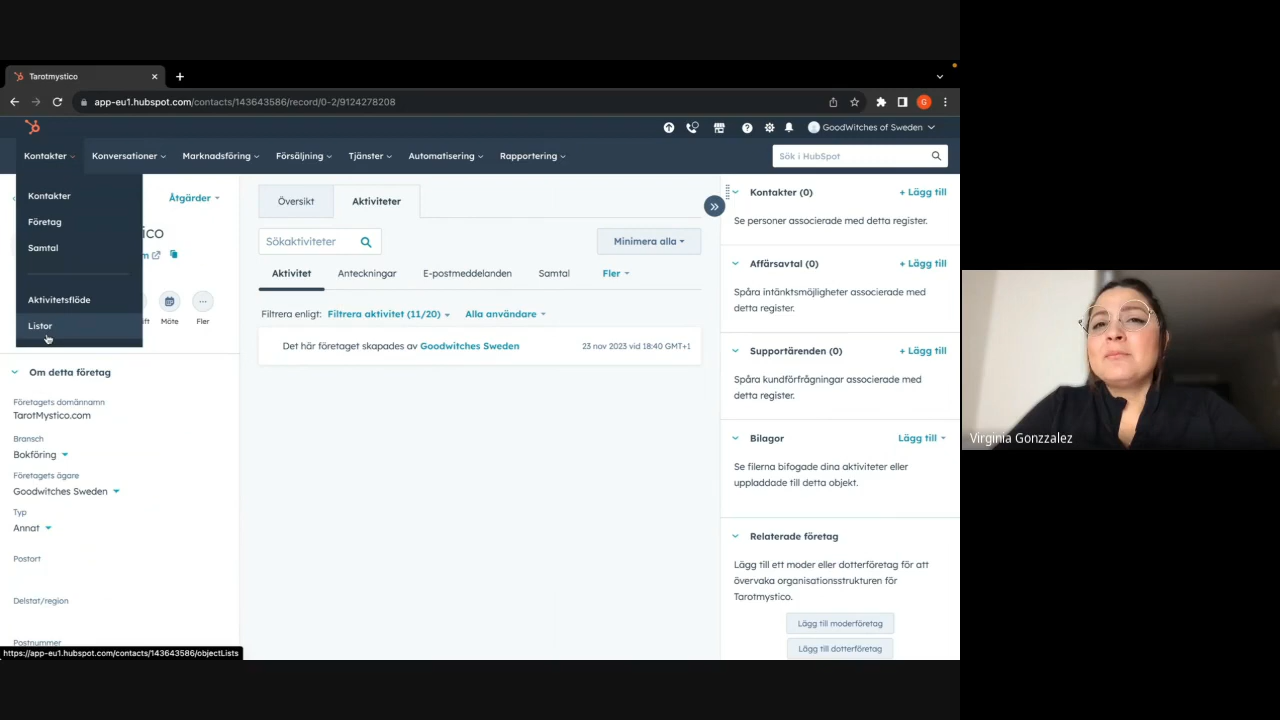 Tarotmystico
app-eu1.hubspot.com/contacts/143643586/record/0-2/9124278208
G
GoodWitches of Sweden
Kontakter
Konversationer
Marknadsföring
Försäljning
Tjänster
Automatisering
Rapportering
Sök i HubSpot
Kontakter
Företag
Samtal
Aktivitetsflöde
Listor
Åtgärder
ico
m
Möte
Fler
Om detta företag
Företagets domännamn
TarotMystico.com
Bransch
Bokföring
Företagets ägare
Goodwitches Sweden
Typ
Annat
Postort
Delstat/region
Postnummer
https://app-eu1.hubspot.com/contacts/143643586/objectLists
Översikt
Aktiviteter
Sökaktiviteter
Minimera alla
Aktivitet
Anteckningar
E-postmeddelanden
Samtal
Fler
Filtrera enligt: Filtrera aktivitet (11/20) Alla användare
Det här företaget skapades av Goodwitches Sweden
23 nov 2023 vid 18:40 GMT+1
Kontakter (0)
+ Lägg till
Se personer associerade med detta register.
Affärsavtal (0)
+ Lägg till
Spåra intänktsmöjligheter associerade med
detta register.
Supportärenden (0)
+ Lägg till
Spåra kundförfrågningar associerade med
detta register.
Bilagor
Lägg till
Se filerna bifogade dina aktiviteter eller
uppladdade till detta objekt.
Relaterade företag
Lägg till ett moder eller dotterföretag för att
övervaka organisationsstrukturen för
Tarotmystico.
Lägg till moderföretag
Lägg till dotterföretag
Virginia Gonzzalez